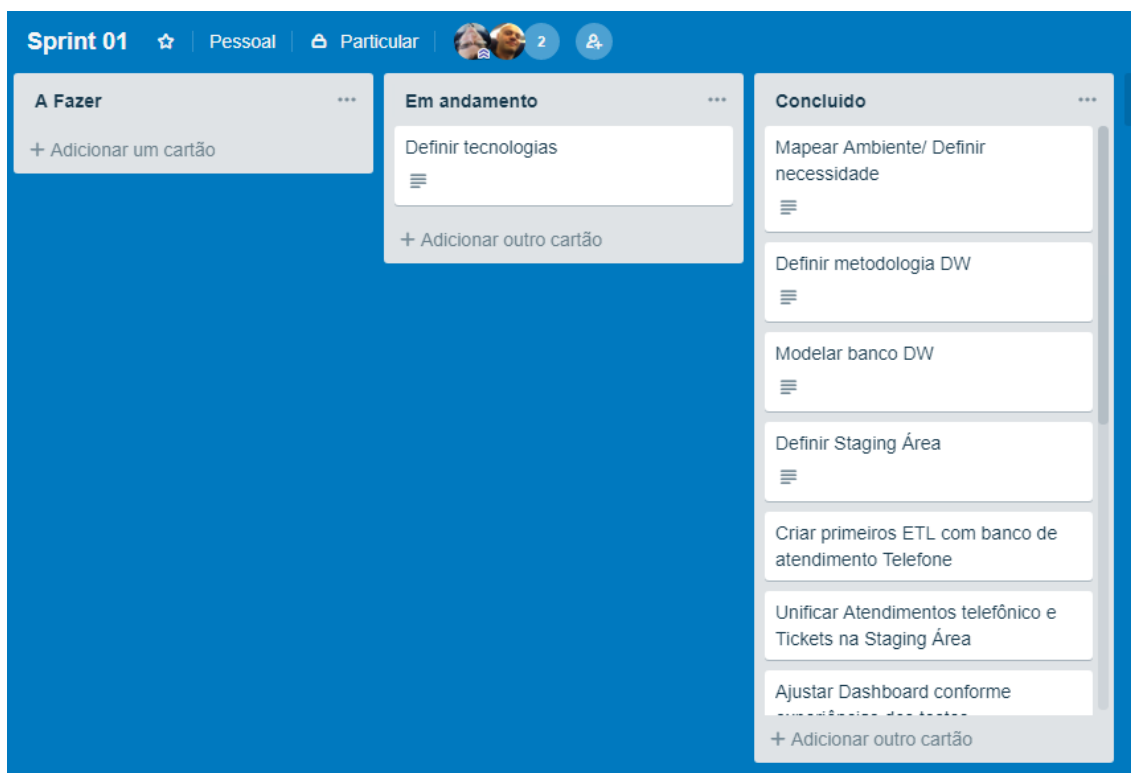 Sprint 01 Pessoal Particular 2
A Fazer
+ Adicionar um cartão
Em andamento
Definir tecnologias
+ Adicionar outro cartão
Concluido
Mapear Ambiente/ Definir
necessidade
Definir metodologia DW
Modelar banco DW
Definir Staging Área
Criar primeiros ETL com banco de
atendimento Telefone
Unificar Atendimentos telefônico e
Tickets na Staging Área
Ajustar Dashboard conforme
+ Adicionar outro cartão